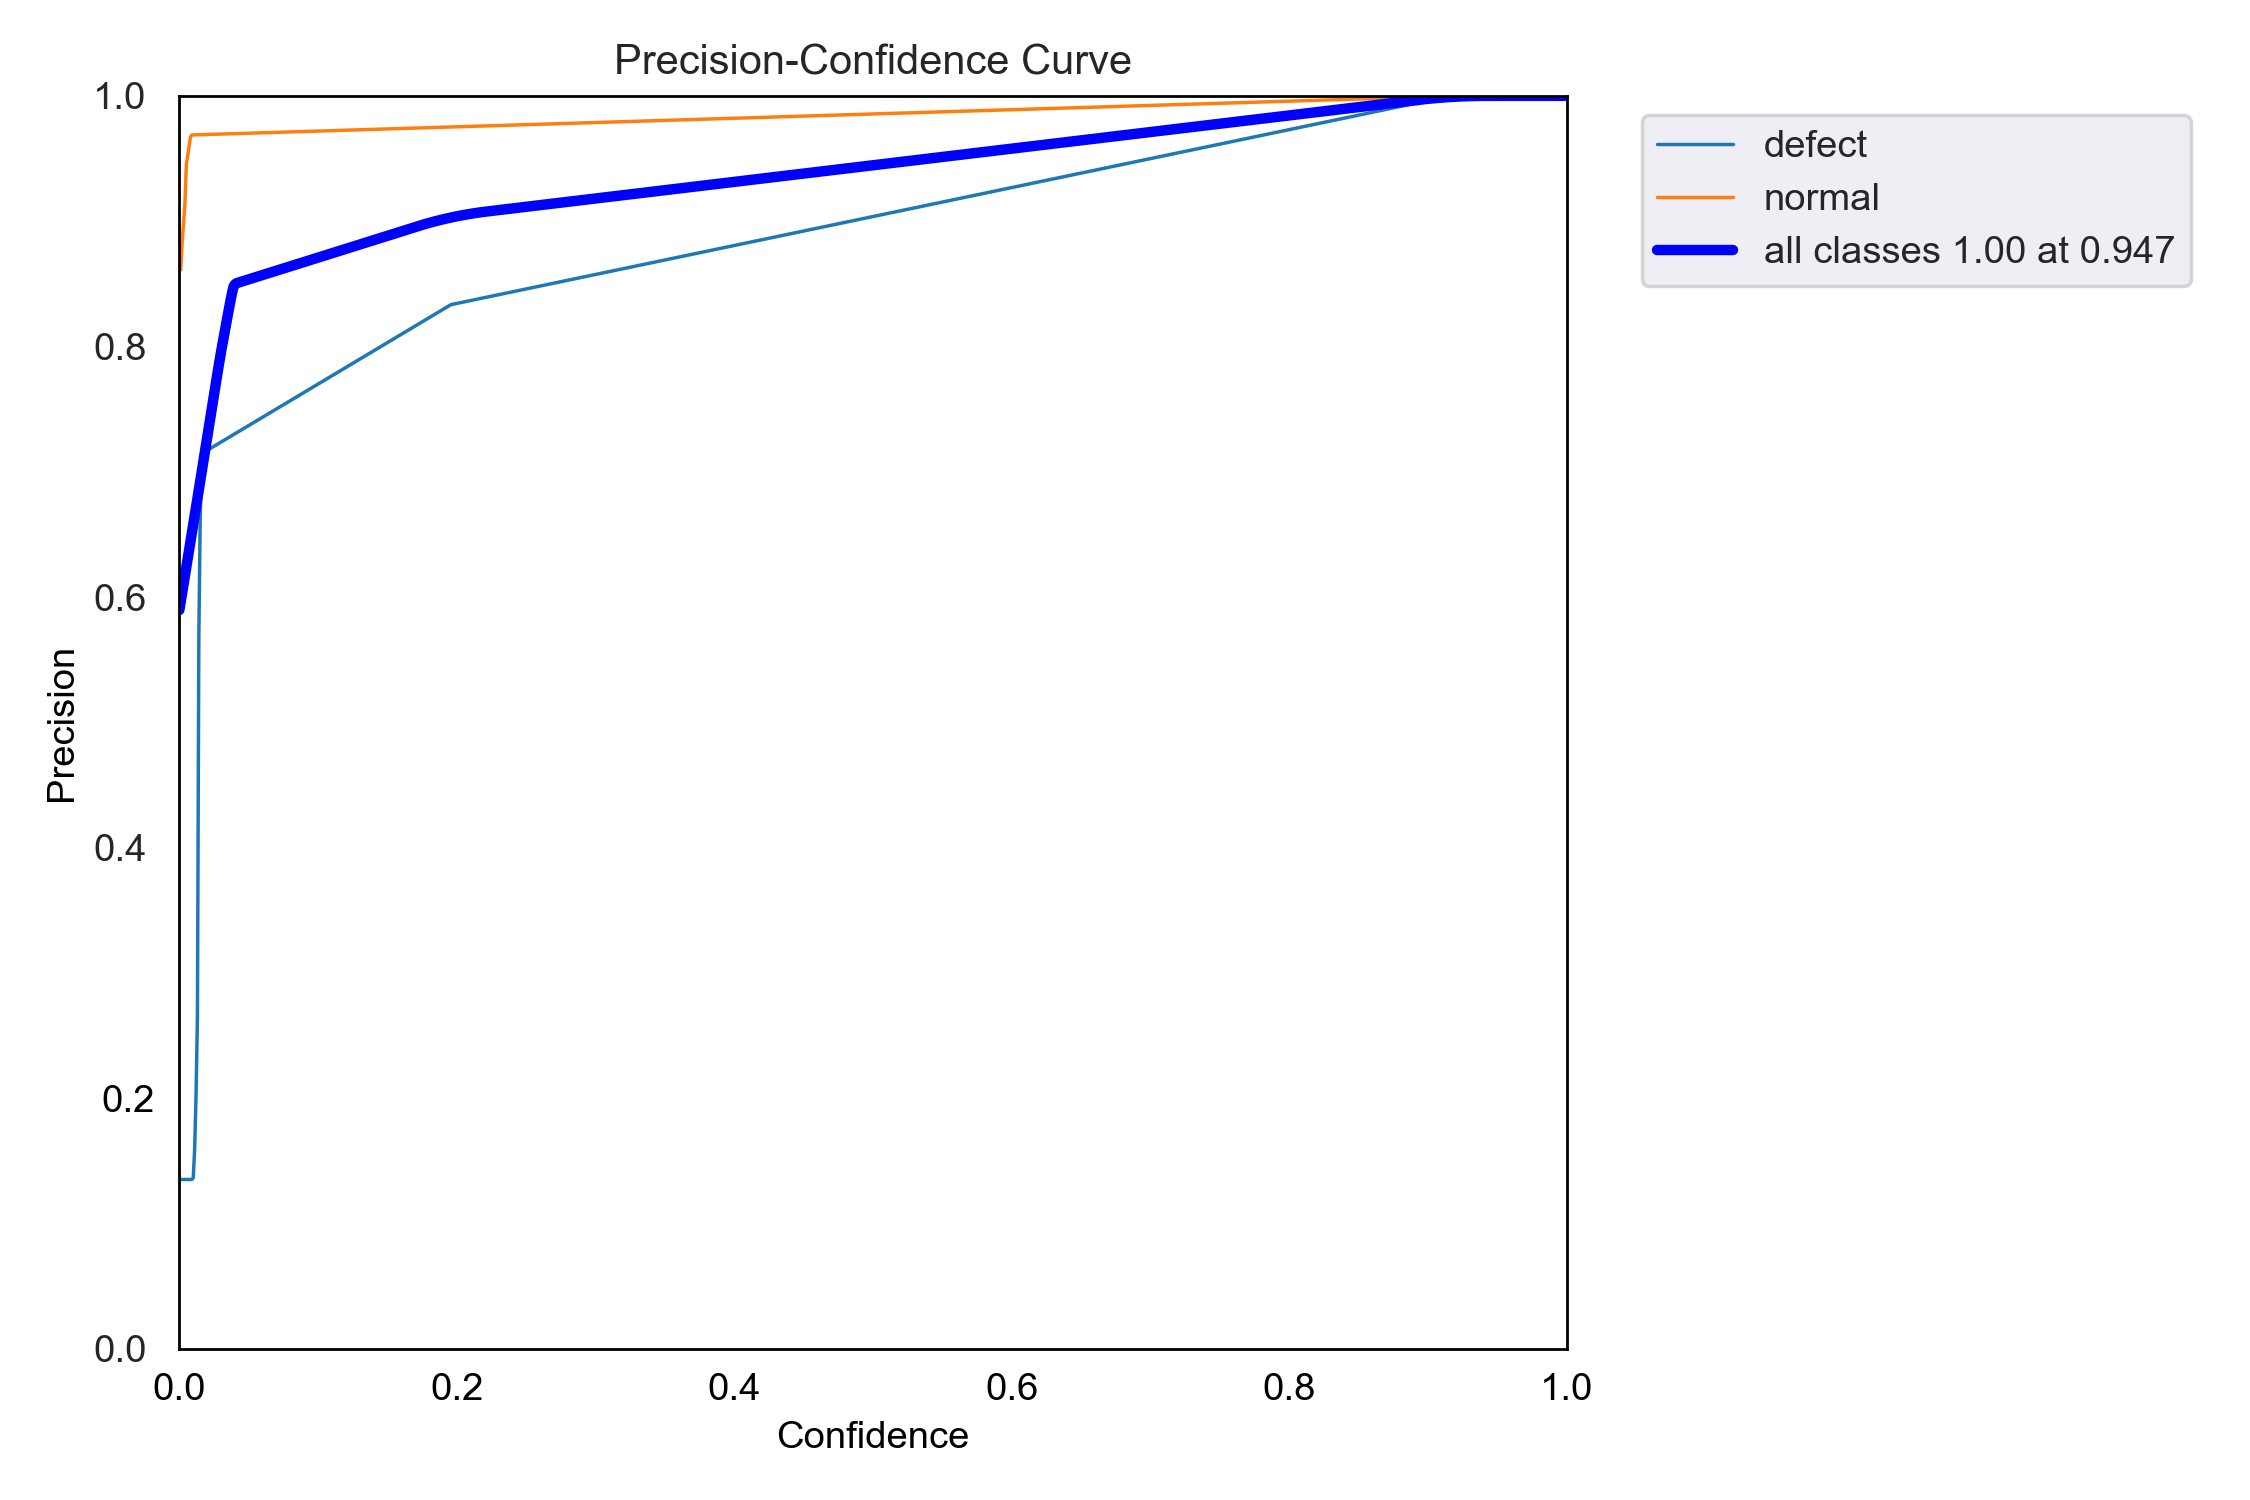 Precision-Confidence Curve
1.0
0.8
0.6
0.4
0.2
0.0
Precision
0.0 0.2 0.4 0.6 0.8 1.0
Confidence
defect
normal
all classes 1.00 at 0.947